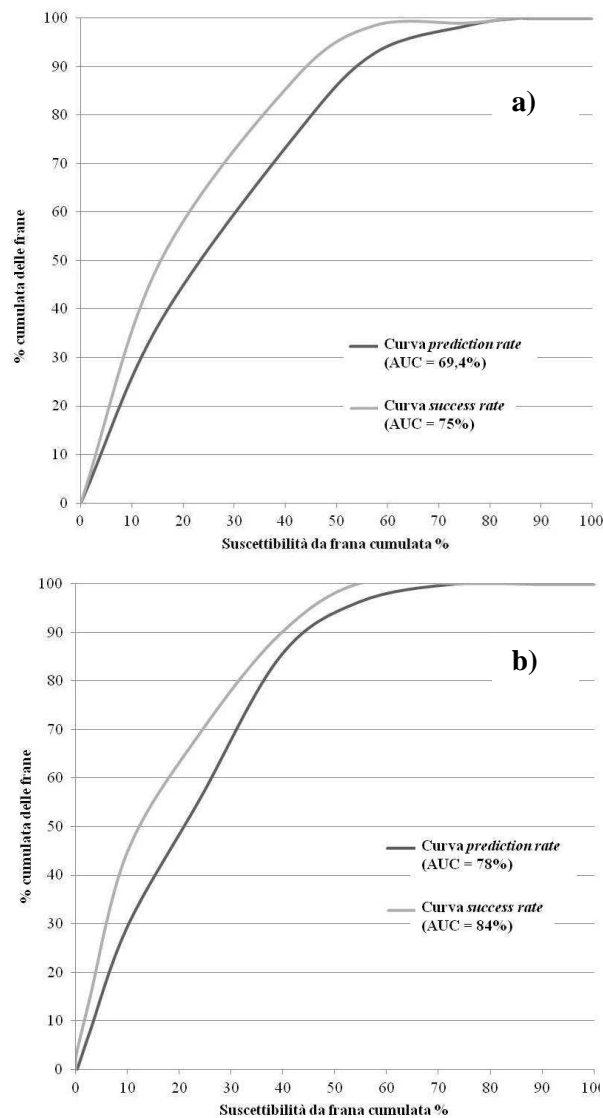 100
90
80
70
60
50
40
30
20
10
0
% cumulata delle frane
a)
Curva prediction rate
(AUC = 69,4%)
Curva success rate
(AUC = 75%)
0 10 20 30 40 50 60 70 80 90 100
Suscettibilità da frana cumulata %
100
90
80
70
60
50
40
30
20
10
0
% cumulata delle frane
b)
Curva prediction rate
(AUC = 78%)
Curva success rate
(AUC = 84%)
0 10 20 30 40 50 60 70 80 90 100
Suscettibilità da frana cumulata %